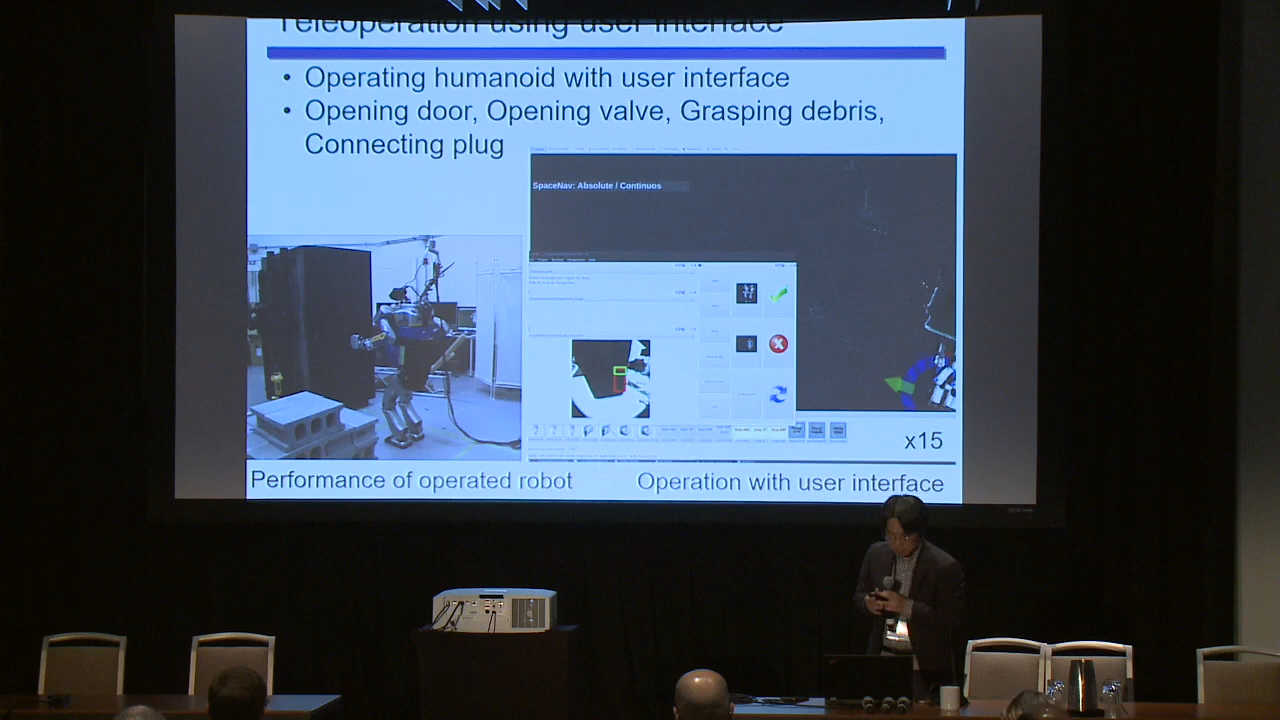 Teleoperation using user interface
• Operating humanoid with user interface
• Opening door, Opening valve, Grasping debris,
Connecting plug
SpaceNav: Absolute / Continuos
x15
Performance of operated robot
Operation with user interface